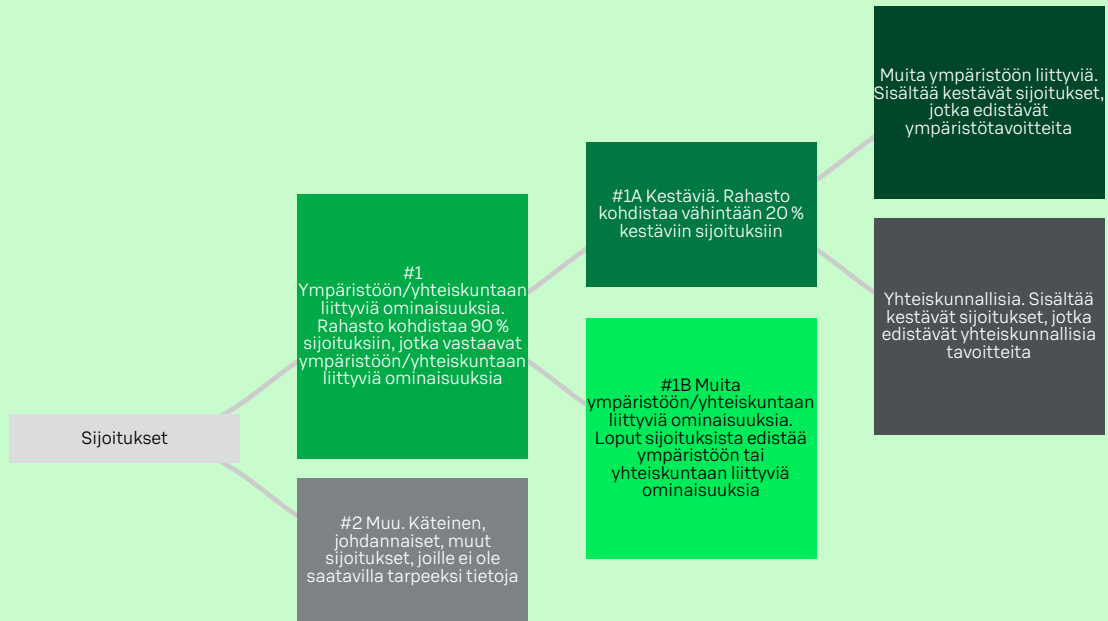 Sijoitukset
#1
Ympäristöön/yhteiskuntaan
liittyviä ominaisuuksia.
Rahasto kohdistaa 90 %
sijoituksiin, jotka vastaavat
ympäristöön/yhteiskuntaan
liittyviä ominaisuuksia
#2 Muu. Käteinen,
johdannaiset, muut
sijoitukset, joille ei ole
saatavilla tarpeeksi tietoja
#1A Kestäviä. Rahasto
kohdistaa vähintään 20 %
kestäviin sijoituksiin
#1B Muita
ympäristöön/yhteiskuntaan
liittyviä ominaisuuksia.
Loput sijoituksista edistää
ympäristöön tai
yhteiskuntaan liittyviä
ominaisuuksia
Muita ympäristöön liittyviä.
Sisältää kestävät sijoitukset,
jotka edistävät
ympäristötavoitteita
Yhteiskunnallisia. Sisältää
kestävät sijoitukset, jotka
edistävät yhteiskunnallisia
tavoitteita